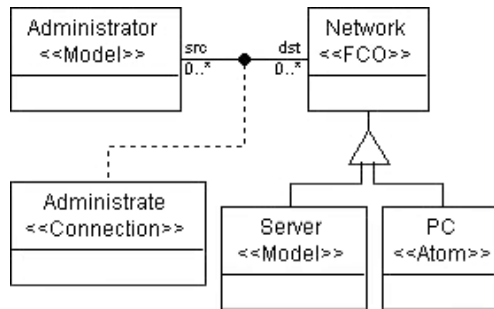 Administrator
<<Model>>
src
0..*
dst
0..*
Network
<<FCO>>
Administrate
<<Connection>>
Server
<<Model>>
PC
<<Atom>>